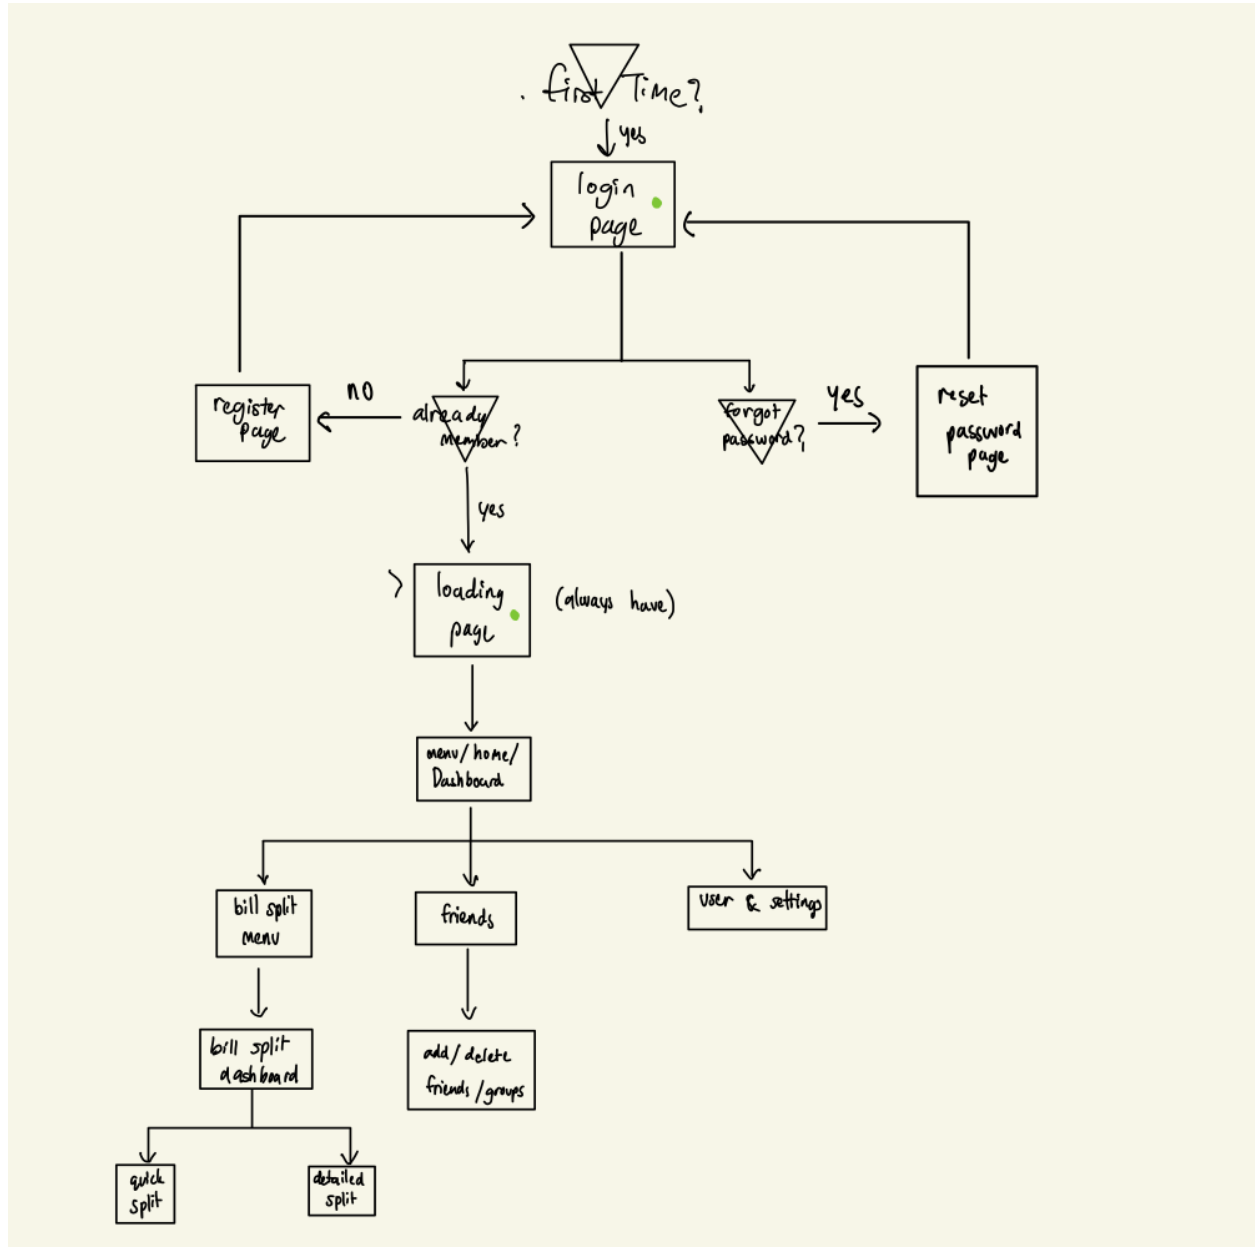 . first Time?
yes
login
page
no
already
member?
register
page
forgot
password?
yes
reset
password
page
yes
loading
page
(always have)
menu/home/
Dashboard
bill split
menu
friends
user & settings
bill split
dashboard
add/delete
friends/groups
quick
split
detailed
split